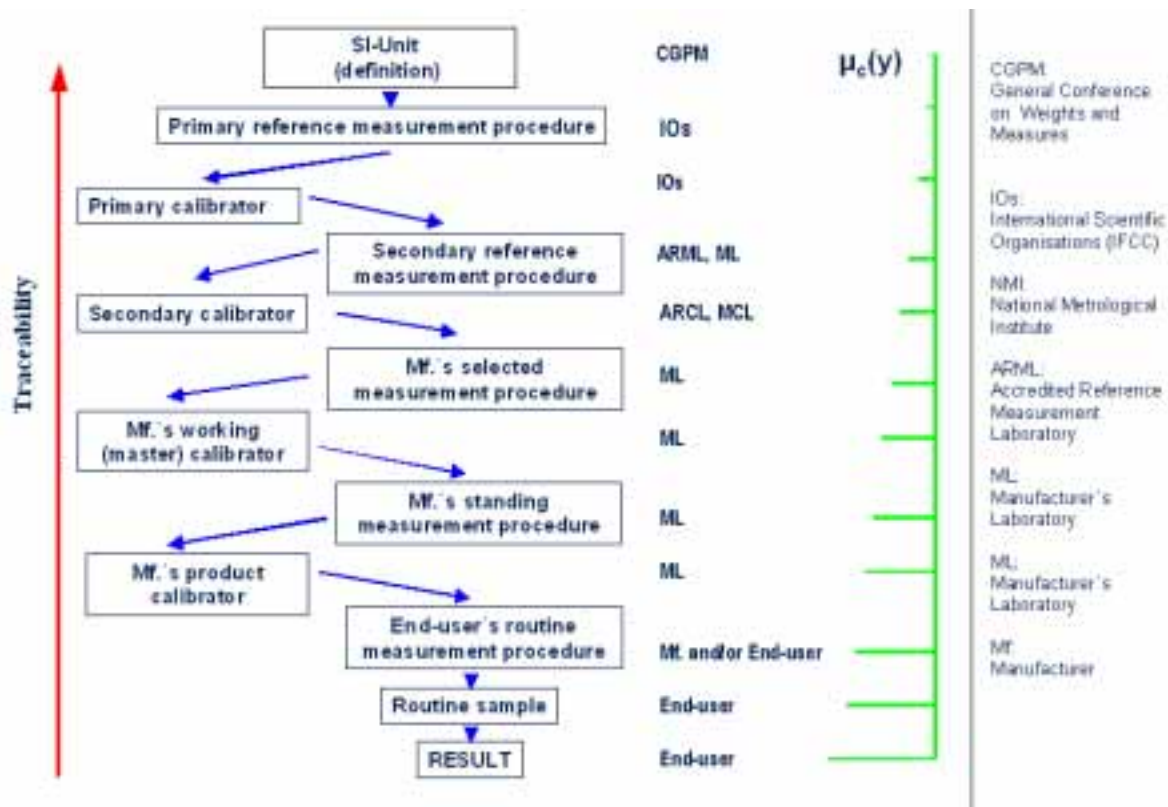 Traceability
SI-Unit
(definition)
Primary reference measurement procedure
Primary calibrator
Secondary reference
measurement procedure
Secondary calibrator
Mf.´s selected
measurement procedure
Mf.´s working
(master) calibrator
Mf.´s standing
measurement procedure
Mf.´s product
calibrator
End-user´s routine
measurement procedure
Routine sample
RESULT
CGPM
IOs
IOs
ARML, ML
ARCL, MCL
ML
ML
ML
ML
Mf. and/or End-user
End-user
End-user
µc(y)
CGPM:
General Conference
on Weights and
Measures
IOs:
International Scientific
Organisations (IFCC)
NMI:
National Metrological
Institute
ARML:
Accredited Reference
Measurement
Laboratory
ML:
Manufacturer´s
Laboratory
ML:
Manufacturer´s
Laboratory
Mf:
Manufacturer